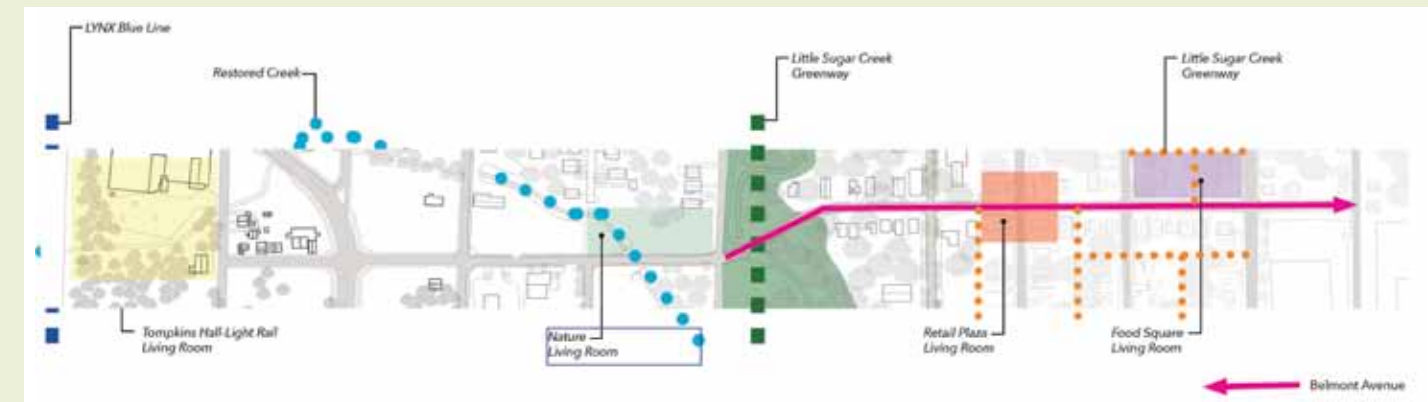 LYNX Blue Line
Restored Creek
Little Sugar Creek
Greenway
Little Sugar Creek
Greenway
Tompkins Hall-Light Rail
Living Room
Nature
Living Room
Retail Plaza
Living Room
Food Square
Living Room
Belmont Avenue